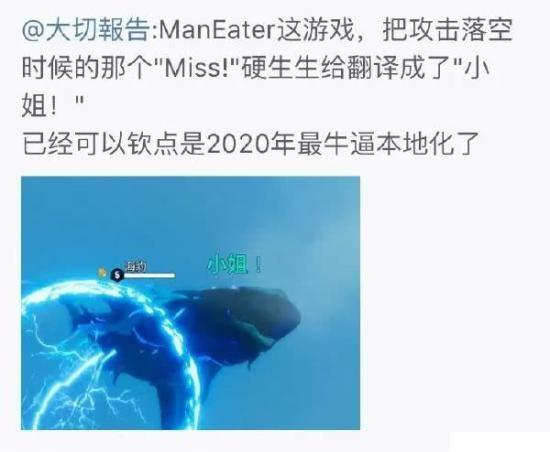 @大切報告:ManEater这游戏，把攻击落空
时候的那个"Miss!"硬生生给翻译成了"小
姐！"
已经可以钦点是2020年最牛逼本地化了
海豹
5
小姐！